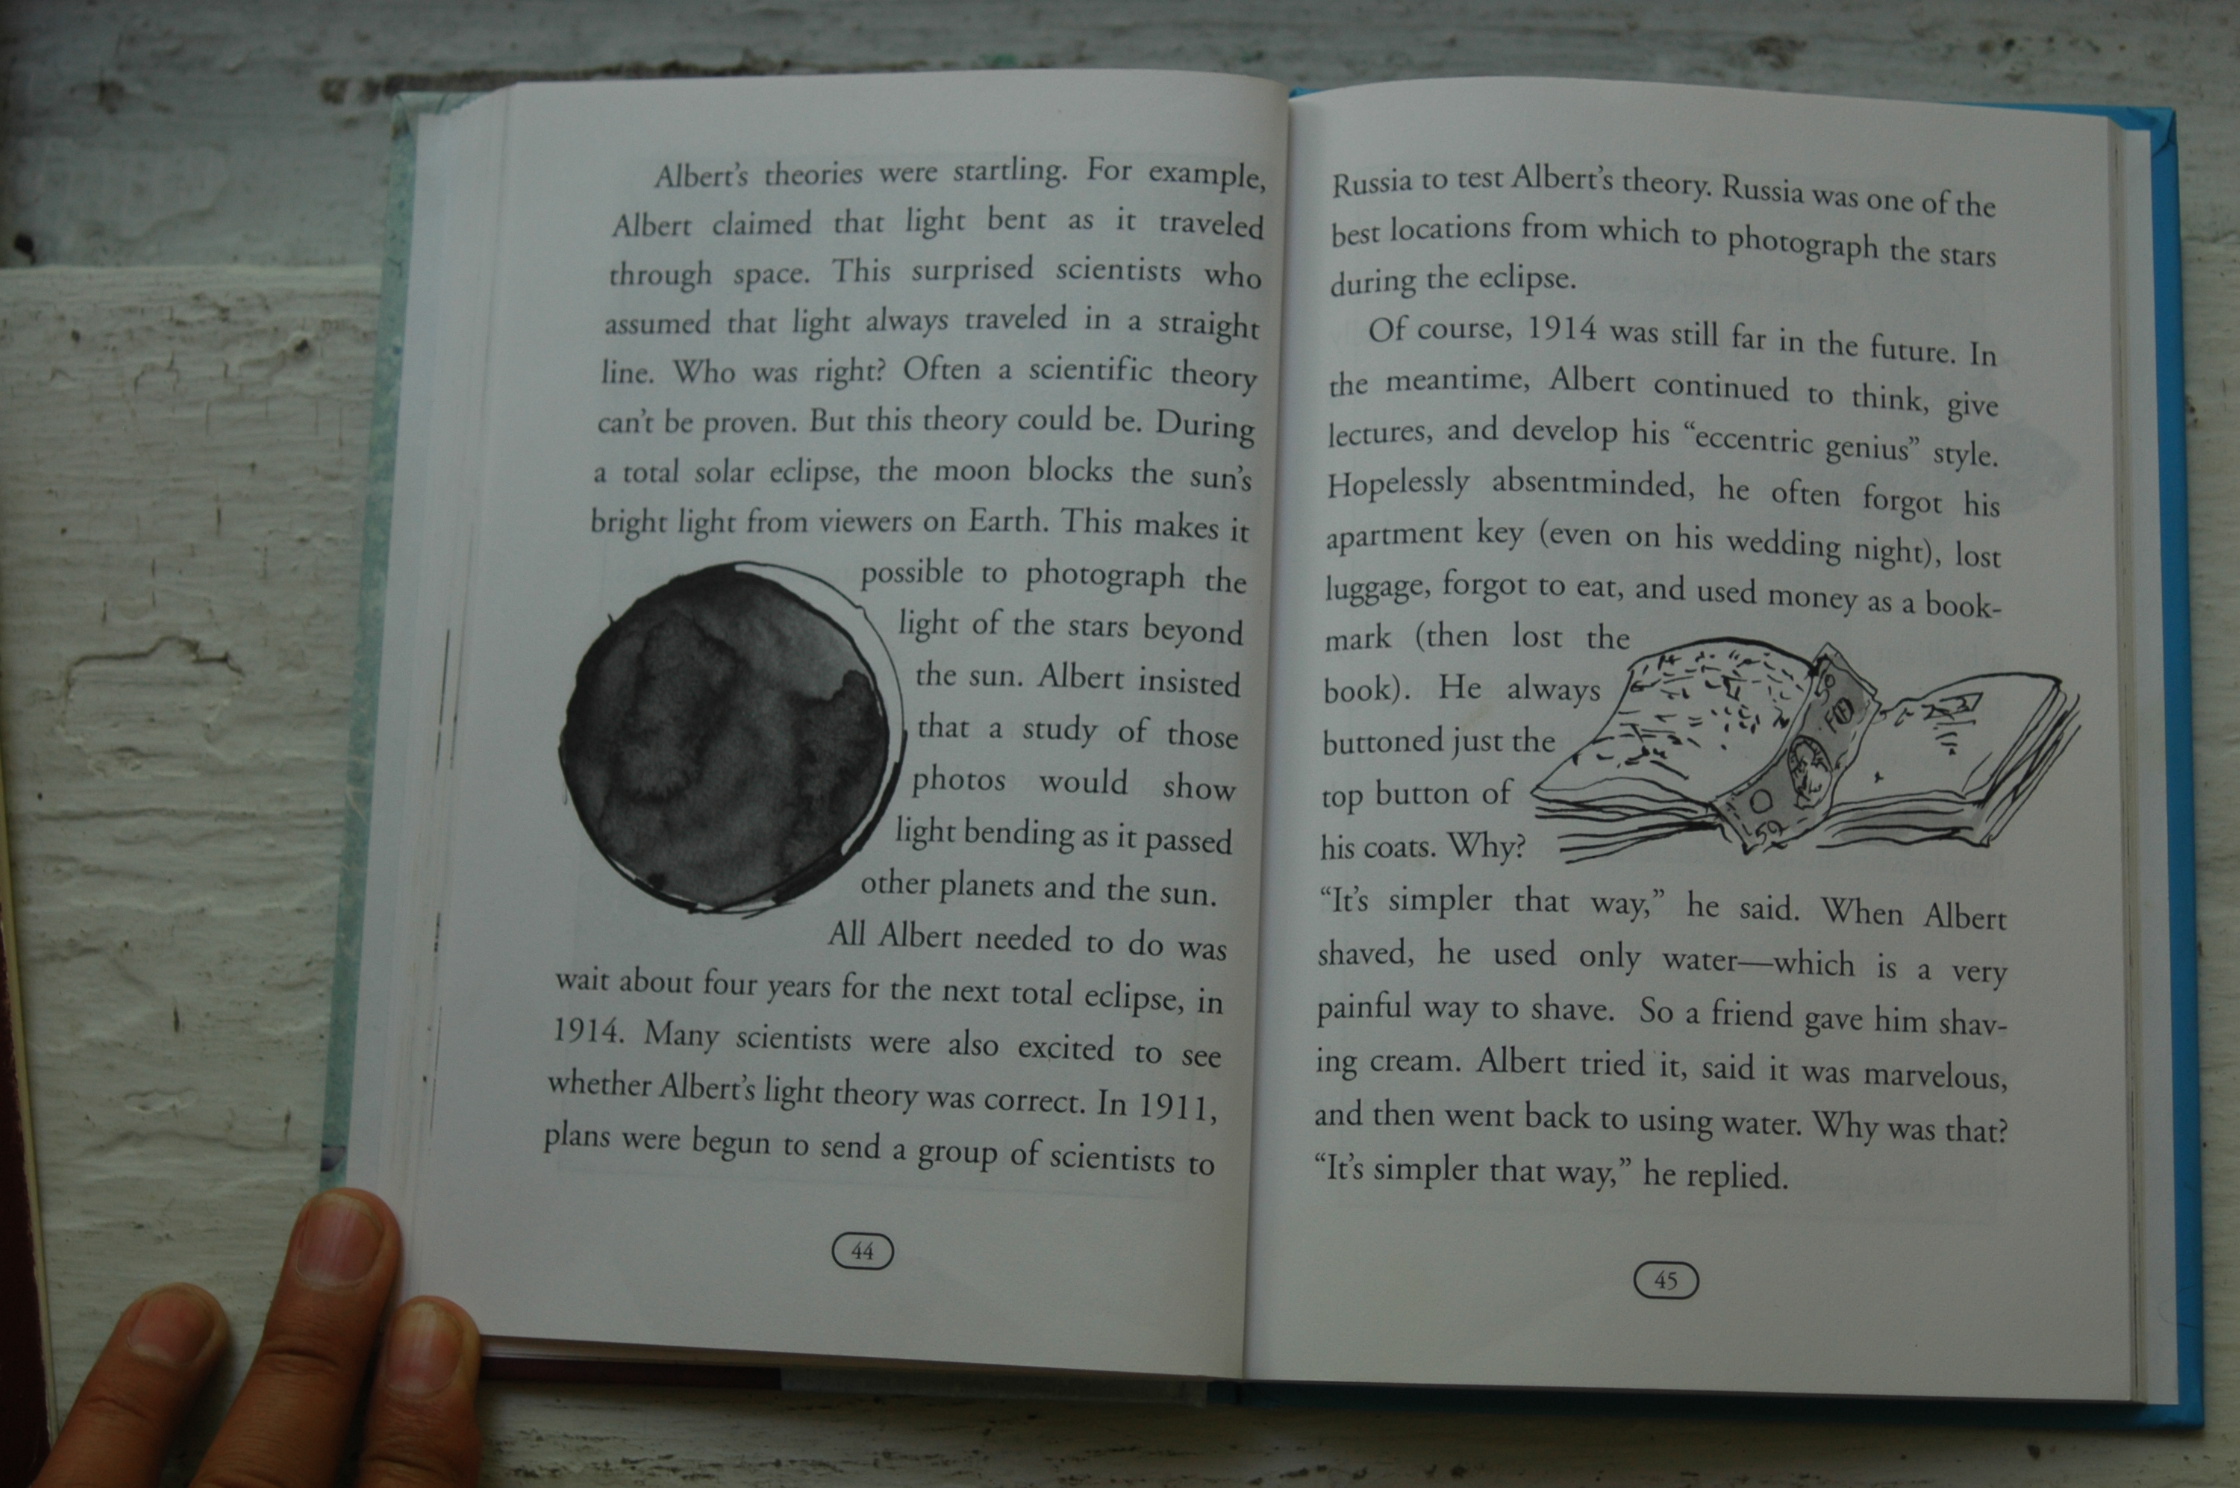 Albert’s theories were startling. For example,
Albert claimed that light bent as it traveled
through space. This surprised scientists who
assumed that light always traveled in a straight
line. Who was right? Often a scientific theory
can’t be proven. But this theory could be. During
a total solar eclipse, the moon blocks the sun’s
bright light from viewers on Earth. This makes it
possible to photograph the
light of the stars beyond
the sun. Albert insisted
that a study of those
photos would show
light bending as it passed
other planets and the sun.
All Albert needed to do was
wait about four years for the next total eclipse, in
1914. Many scientists were also excited to see
whether Albert’s light theory was correct. In 1911,
plans were begun to send a group of scientists to
44
Russia to test Albert’s theory. Russia was one of the
best locations from which to photograph the stars
during the eclipse.
Of course, 1914 was still far in the future. In
the meantime, Albert continued to think, give
lectures, and develop his “eccentric genius” style.
Hopelessly absentminded, he often forgot his
apartment key (even on his wedding night), lost
luggage, forgot to eat, and used money as a book-
mark (then lost the
book). He always
buttoned just the
top button of
his coats. Why?
“It’s simpler that way,” he said. When Albert
shaved, he used only water—which is a very
painful way to shave. So a friend gave him shav-
ing cream. Albert tried it, said it was marvelous,
and then went back to using water. Why was that?
“It’s simpler that way,” he replied.
45